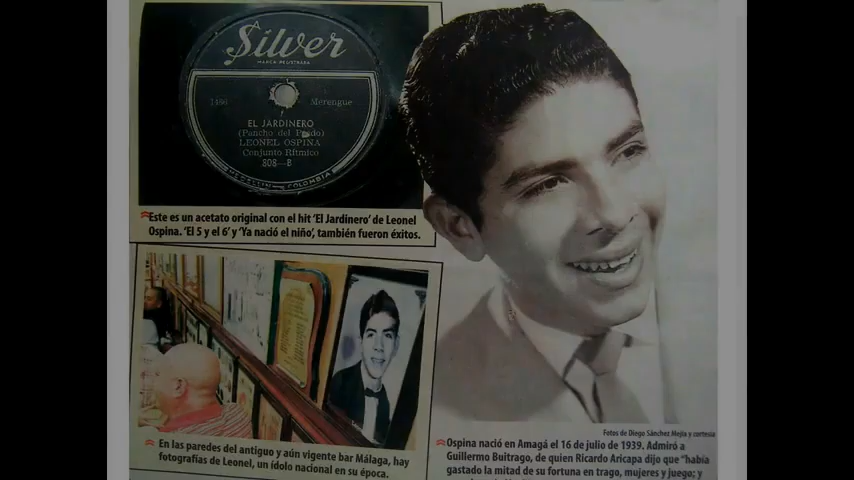 Silver
MARCA REGISTRADA
1466 Merengue
EL JARDINERO
(Pancho del Prado)
LEONEL OSPINA
Conjunto Rítmico
808—B
MEDELLIN - COLOMBIA
Este es un acetato original con el hit ‘El Jardinero’ de Leonel
Ospina. ‘El 5 y el 6’ y ‘Ya nació el niño’, también fueron éxitos.
En las paredes del antiguo y aún vigente bar Málaga, hay
fotografías de Leonel, un ídolo nacional en su época.
Fotos de Diego Sánchez Mejía y cortesía
Ospina nació en Amagá el 16 de julio de 1939. Admiró a
Guillermo Buitrago, de quien Ricardo Aricapa dijo que “había
gastado la mitad de su fortuna en trago, mujeres y juego; y